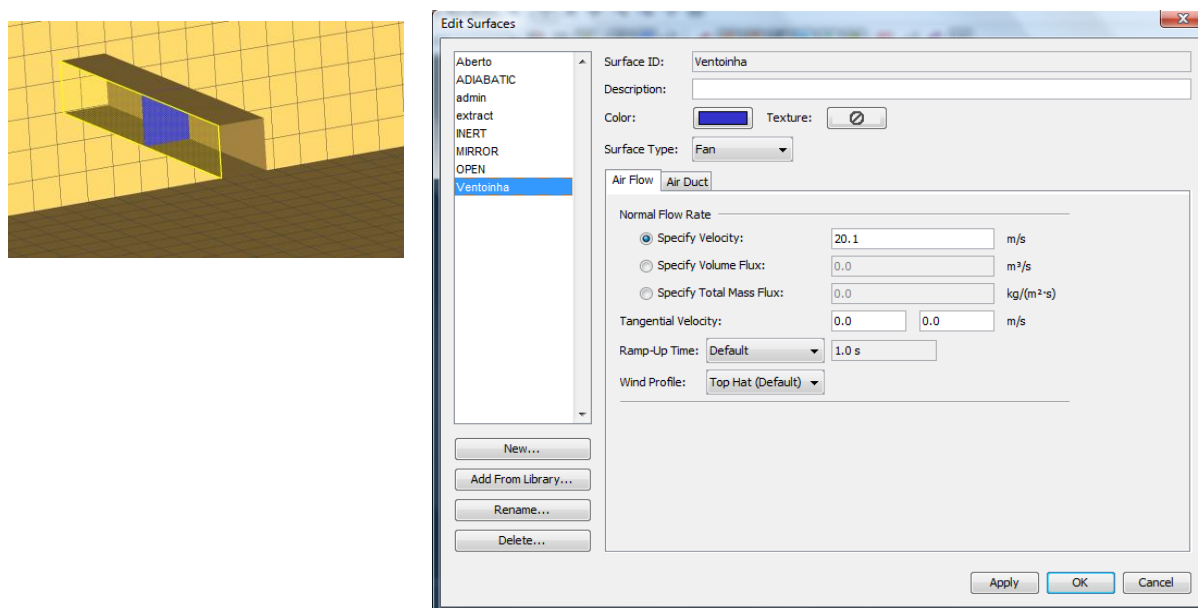 Edit Surfaces
Aberto
ADIABATIC
admin
extract
INERT
MIRROR
OPEN
Ventoinha
New...
Add From Library...
Rename...
Delete...
Surface ID: Ventoinha
Description:
Color: Texture:
Surface Type: Fan
Air Flow Air Duct
Normal Flow Rate
Specify Velocity: 20.1 m/s
Specify Volume Flux: 0.0 m³/s
Specify Total Mass Flux: 0.0 kg/(m²·s)
Tangential Velocity: 0.0 0.0 m/s
Ramp-Up Time: Default 1.0 s
Wind Profile: Top Hat (Default)
Apply OK Cancel